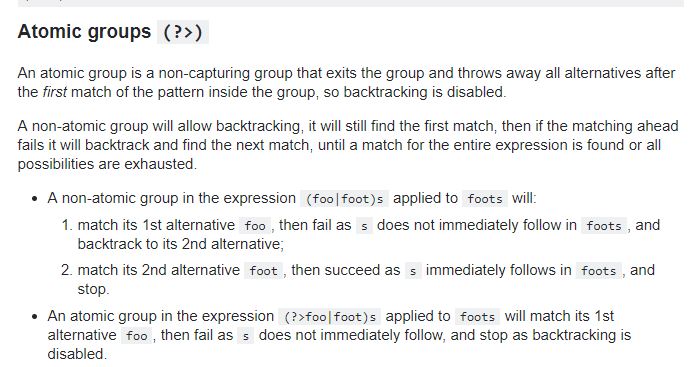 Atomic groups (?>)
An atomic group is a non-capturing group that exits the group and throws away all alternatives after
the first match of the pattern inside the group, so backtracking is disabled.
A non-atomic group will allow backtracking, it will still find the first match, then if the matching ahead
fails it will backtrack and find the next match, until a match for the entire expression is found or all
possibilities are exhausted.
• A non-atomic group in the expression (foo|foot)s applied to foots will:
1. match its 1st alternative foo , then fail as s does not immediately follow in foots , and
backtrack to its 2nd alternative;
2. match its 2nd alternative foot , then succeed as s immediately follows in foots , and
stop.
• An atomic group in the expression (?>foo|foot)s applied to foots will match its 1st
alternative foo , then fail as s does not immediately follow, and stop as backtracking is
disabled.